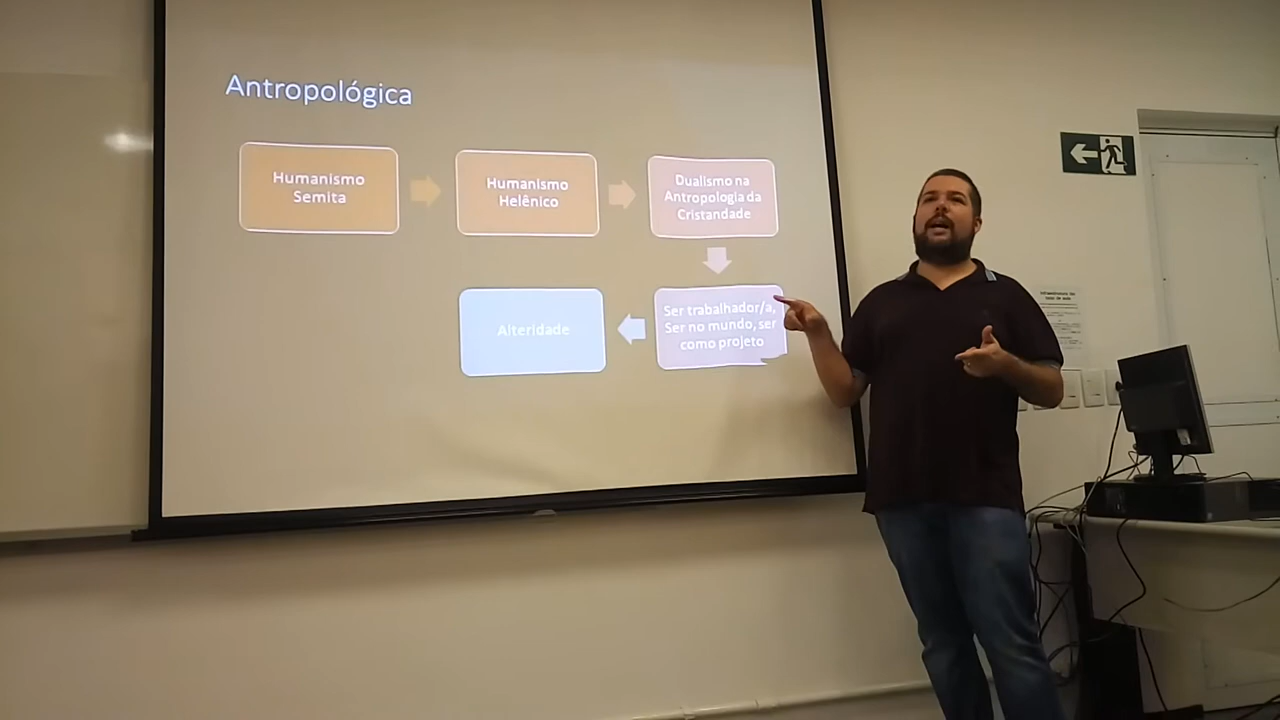 Antropológica
Humanismo
Semita
Humanismo
Helênico
Dualismo na
Antropologia da
Cristandade
Ser trabalhador/a,
Ser no mundo, ser
como projeto
Alteridade